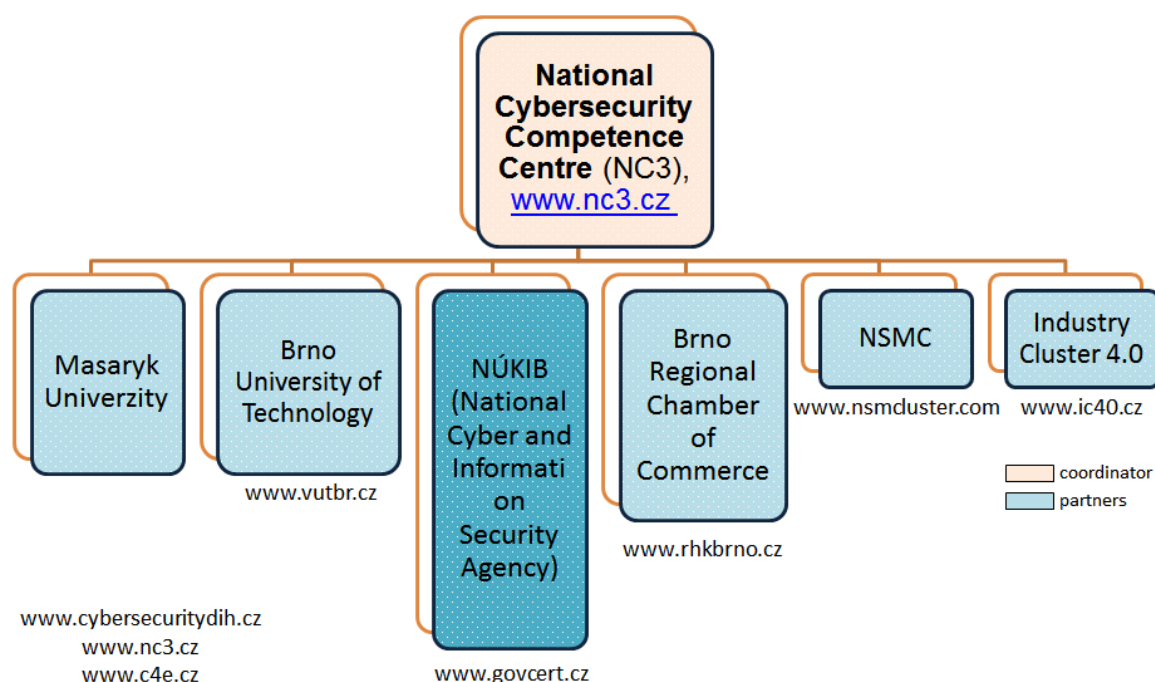 National
Cybersecurity
Competence
Centre (NC3),
www.nc3.cz
Masaryk
Univerzity
Brno
University of
Technology
www.vutbr.cz
NÚKIB
(National
Cyber and
Informati
on
Security
Agency)
www.govcert.cz
Brno
Regional
Chamber
of
Commerce
www.rhkbrno.cz
NSMC
www.nsmcluster.com
Industry
Cluster 4.0
www.ic40.cz
coordinator
partners
www.cybersecuritydih.cz
www.nc3.cz
www.c4e.cz